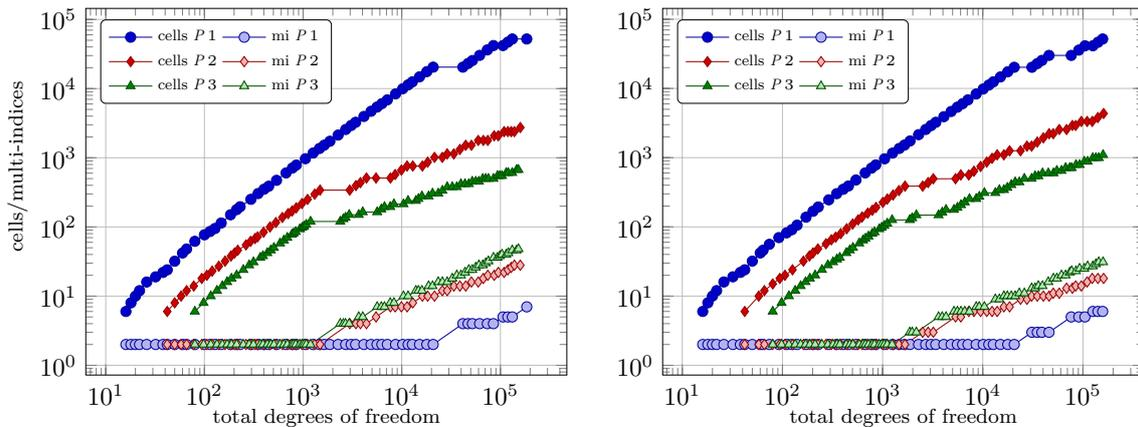 10^5
10^4
10^3
10^2
10^1
10^0
cells/multi-indices
cells P 1 mi P 1
cells P 2 mi P 2
cells P 3 mi P 3
10^1 10^2 10^3 10^4 10^5
total degrees of freedom
10^5
10^4
10^3
10^2
10^1
10^0
cells P 1 mi P 1
cells P 2 mi P 2
cells P 3 mi P 3
10^1 10^2 10^3 10^4 10^5
total degrees of freedom